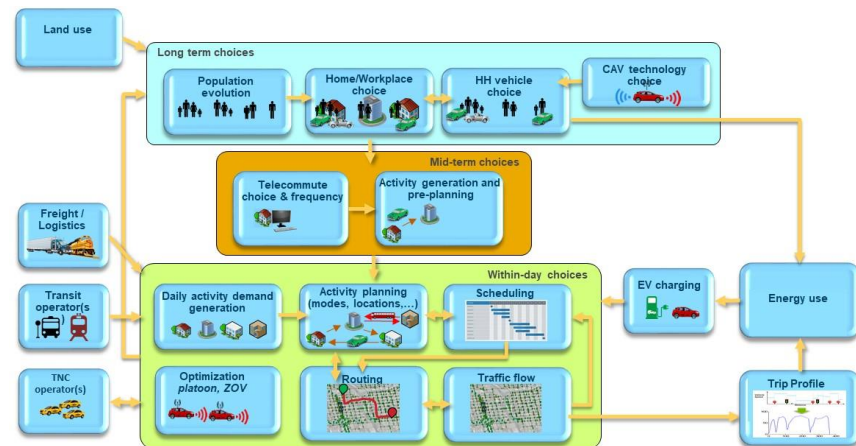 Land use
Long term choices
Population
evolution
Home/Workplace
choice
HH vehicle
choice
CAV technology
choice
Mid-term choices
Telecommute
choice & frequency
Activity generation and
pre-planning
Freight /
Logistics
Within-day choices
Transit
operator(s
Daily activity demand
generation
Activity planning
(modes, locations,…)
Scheduling
EV charging
Energy use
TNC
operator(s)
Optimization
platoon, ZOV
Routing
Traffic flow
Trip Profile